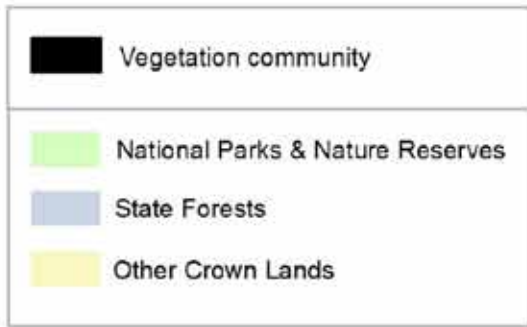 Vegetation community
National Parks & Nature Reserves
State Forests
Other Crown Lands